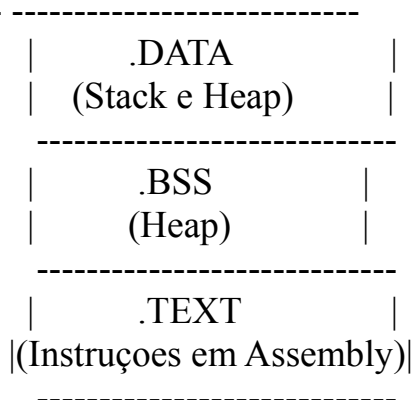 - ----------------------------
| .DATA |
| (Stack e Heap) |
-----------------------------
| .BSS |
| (Heap) |
-----------------------------
| .TEXT |
|(Instruçoes em Assembly)|
-----------------------------